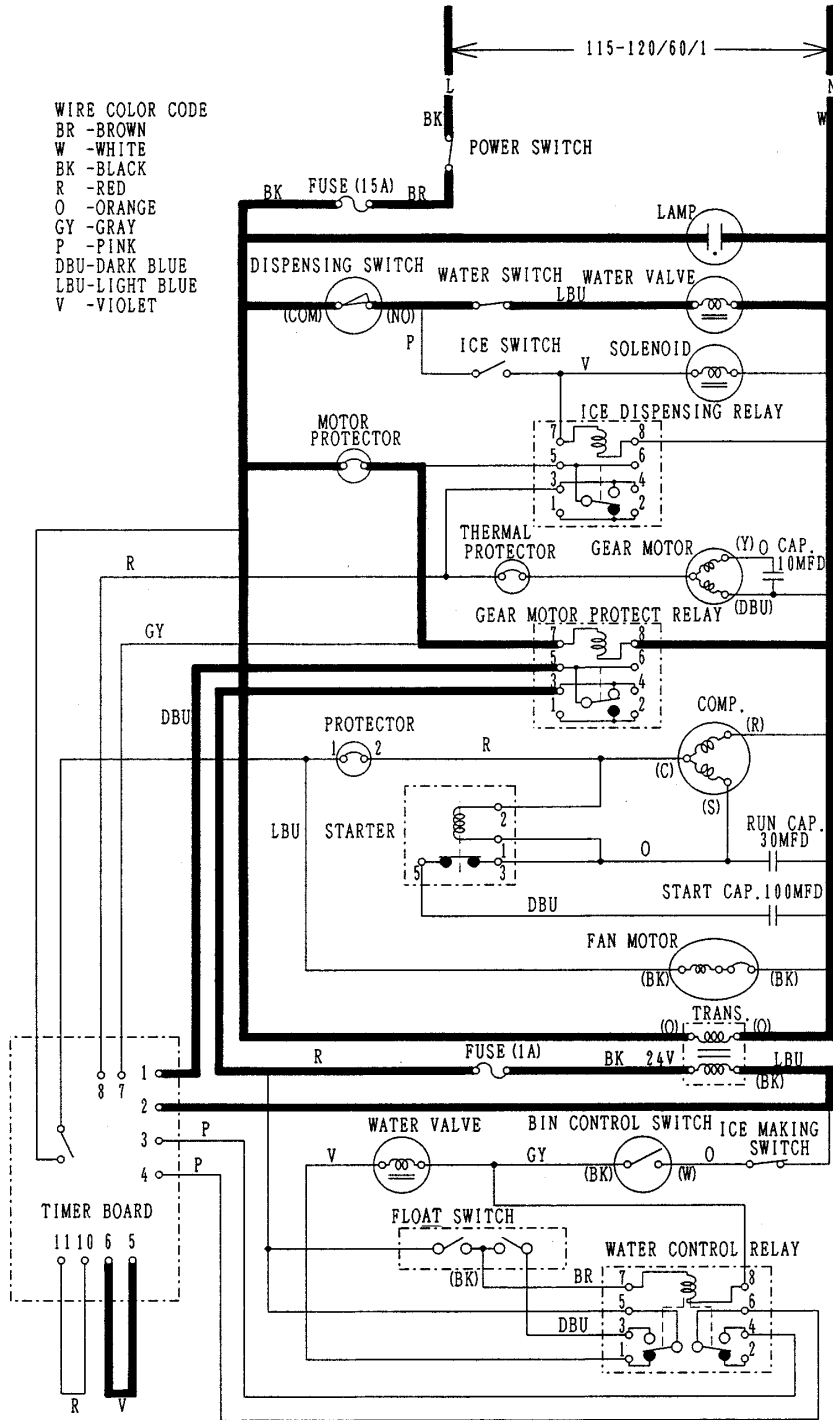 115-120/60/1
L
N
WIRE COLOR CODE
BR -BROWN
W -WHITE
BK -BLACK
R -RED
O -ORANGE
GY -GRAY
P -PINK
DBU-DARK BLUE
LBU-LIGHT BLUE
V -VIOLET
BK
W
POWER SWITCH
BK
FUSE (15A)
BR
LAMP
DISPENSING SWITCH
WATER SWITCH
WATER VALVE
LBU
(COM)
(NO)
P
ICE SWITCH
V
SOLENOID
MOTOR
PROTECTOR
ICE DISPENSING RELAY
7
8
5
6
3
4
1
2
R
THERMAL
PROTECTOR
GEAR MOTOR
(Y)
O
CAP.
10MFD
(DBU)
GY
GEAR MOTOR PROTECT RELAY
7
8
5
6
3
4
1
2
DBU
PROTECTOR
1
2
R
COMP.
(R)
(C)
(S)
LBU
STARTER
2
1
5
3
O
RUN CAP.
30MFD
DBU
START CAP.100MFD
FAN MOTOR
(BK)
(BK)
TRANS.
(O)
(O)
R
FUSE (1A)
BK
24V
LBU
(BK)
8
7
1
2
3
P
4
P
TIMER BOARD
11
10
6
5
R
V
WATER VALVE
BIN CONTROL SWITCH
ICE MAKING
SWITCH
V
GY
(BK)
(W)
O
FLOAT SWITCH
(BK)
BR
DBU
WATER CONTROL RELAY
7
8
5
6
3
4
1
2